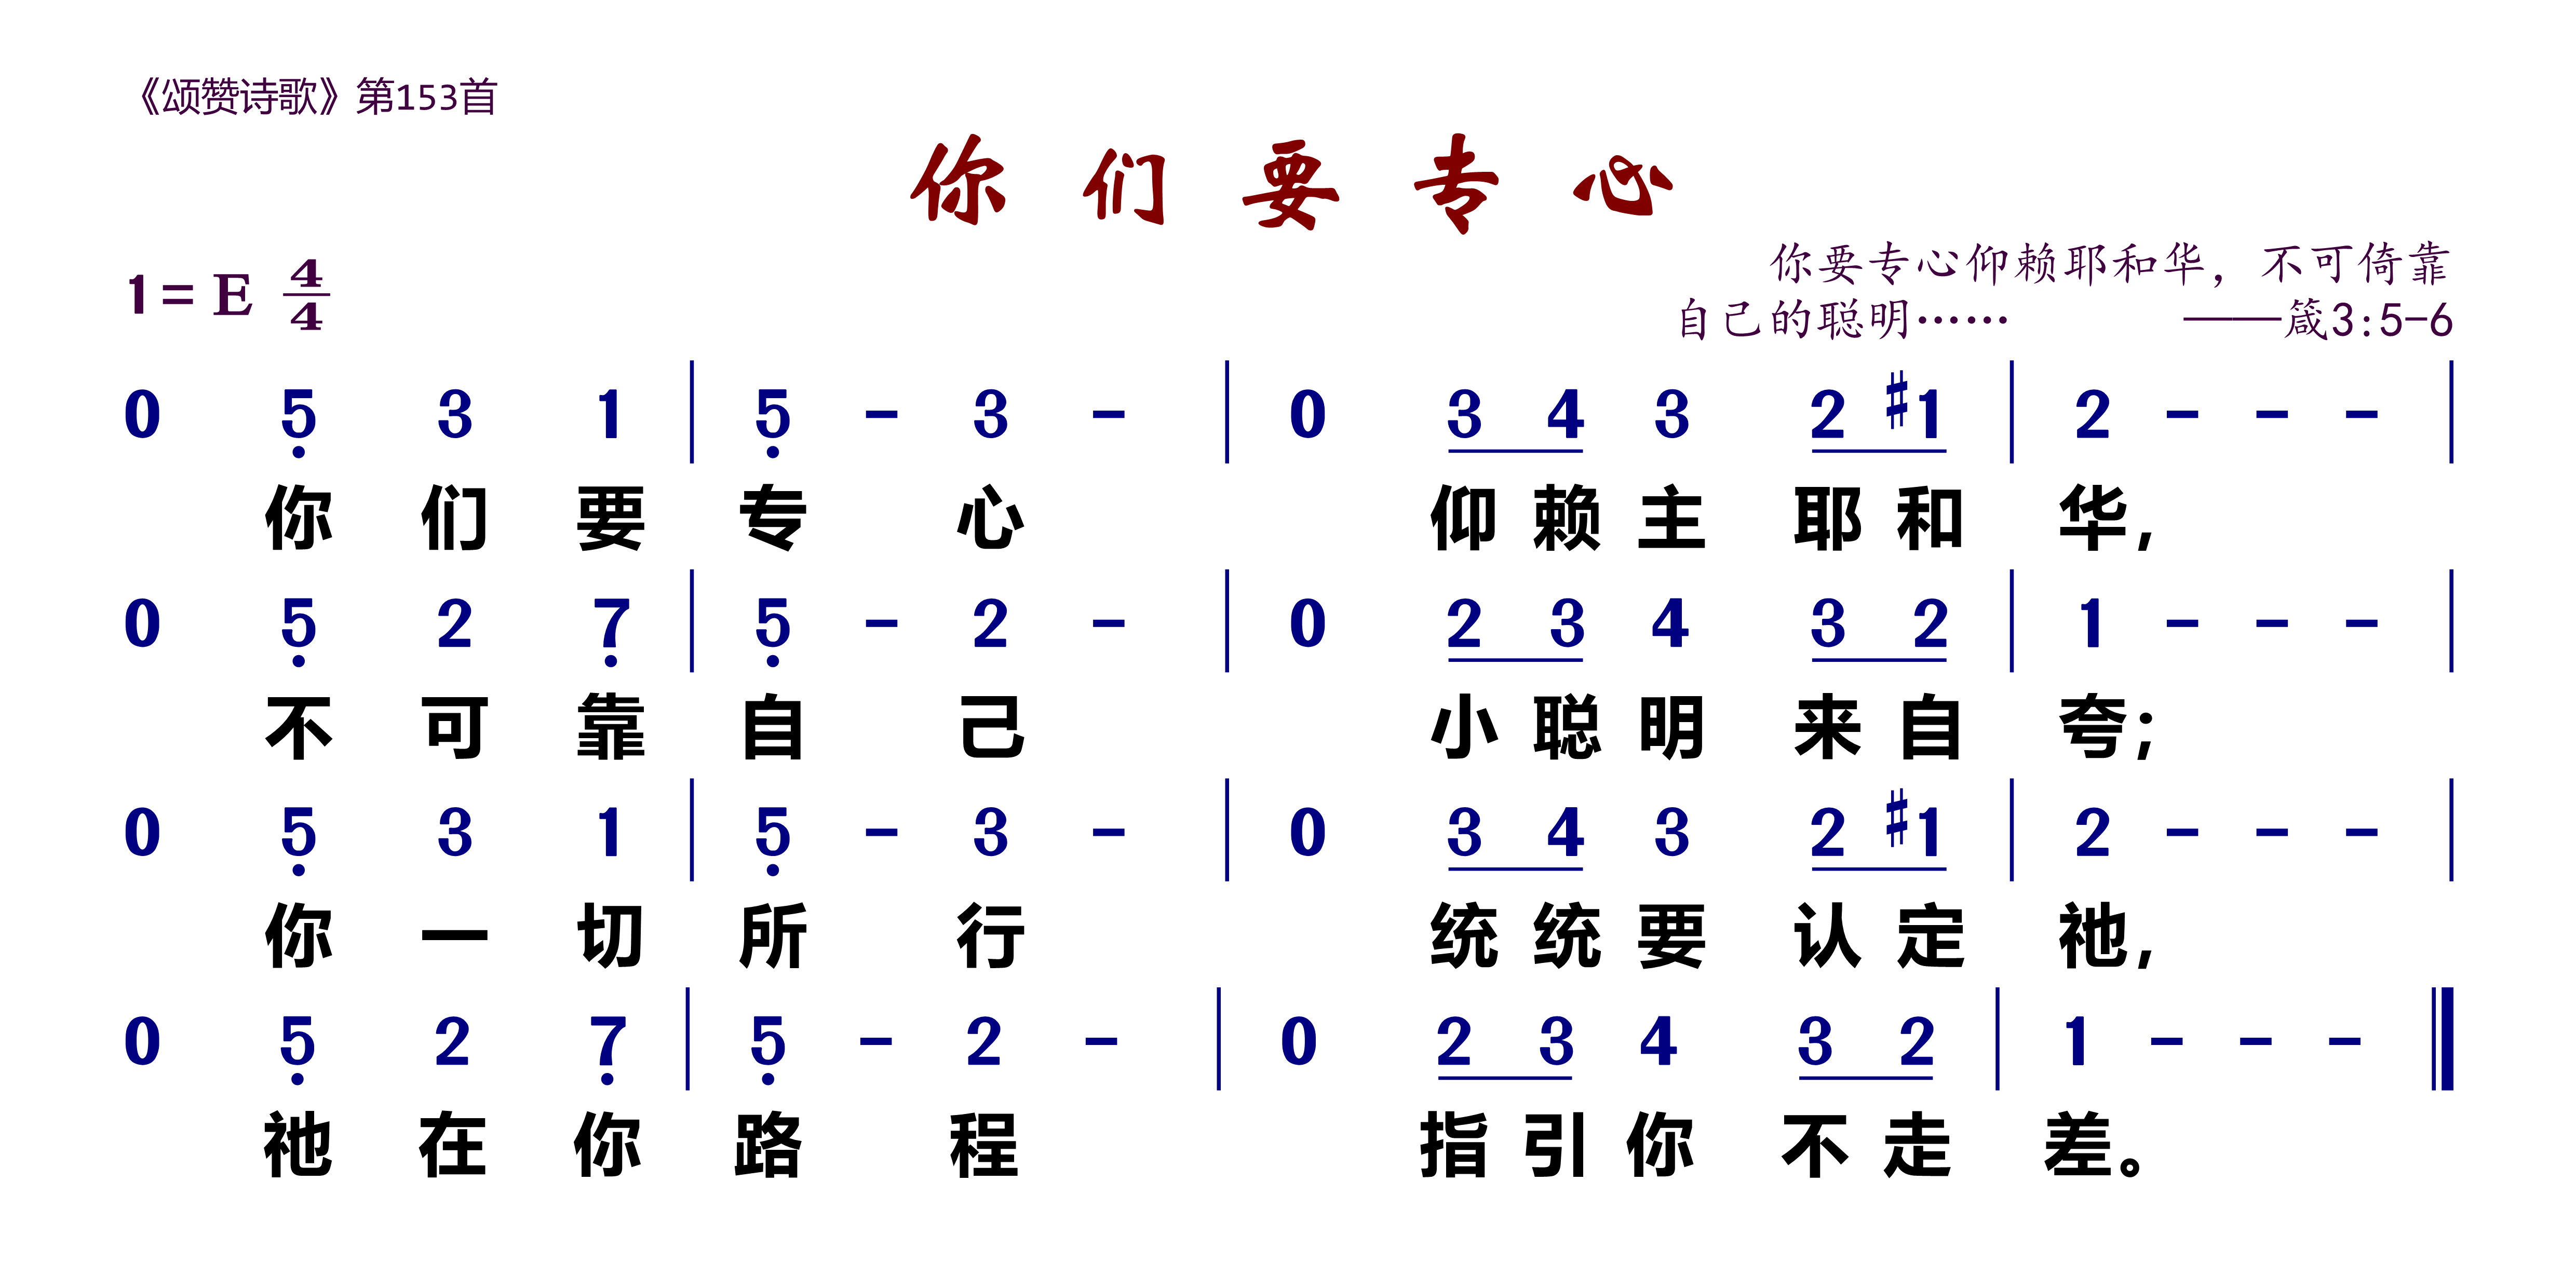 《颂赞诗歌》第153首
你们要专心
1= E 4/4
你要专心仰赖耶和华，不可倚靠
自己的聪明…… ——箴3:5-6
0 5̣ 3 1 | 5̣ - 3 - | 0 3 4 3 2 #1 | 2 - - - |
你们要专心 仰赖主耶和华，
0 5̣ 2 7̣ | 5̣ - 2 - | 0 2 3 4 3 2 | 1 - - - |
不可靠自己 小聪明来自夸；
0 5̣ 3 1 | 5̣ - 3 - | 0 3 4 3 2 #1 | 2 - - - |
你一切所行 统统要认定祂，
0 5̣ 2 7̣ | 5̣ - 2 - | 0 2 3 4 3 2 | 1 - - - ‖
祂在你路程 指引你不走差。